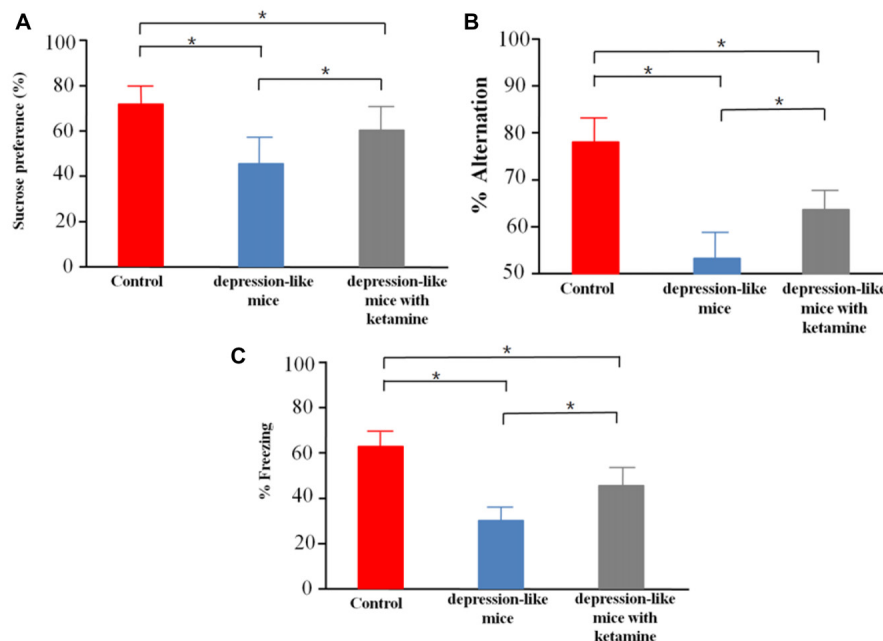 A
*
*
*
Sucrose preference (%)
100
80
60
40
20
0
Control
depression-like
mice
depression-like
mice with
ketamine
B
*
*
*
% Alternation
100
90
80
70
60
50
Control
depression-like
mice
depression-like
mice with
ketamine
C
*
*
*
% Freezing
100
80
60
40
20
0
Control
depression-like
mice
depression-like
mice with
ketamine